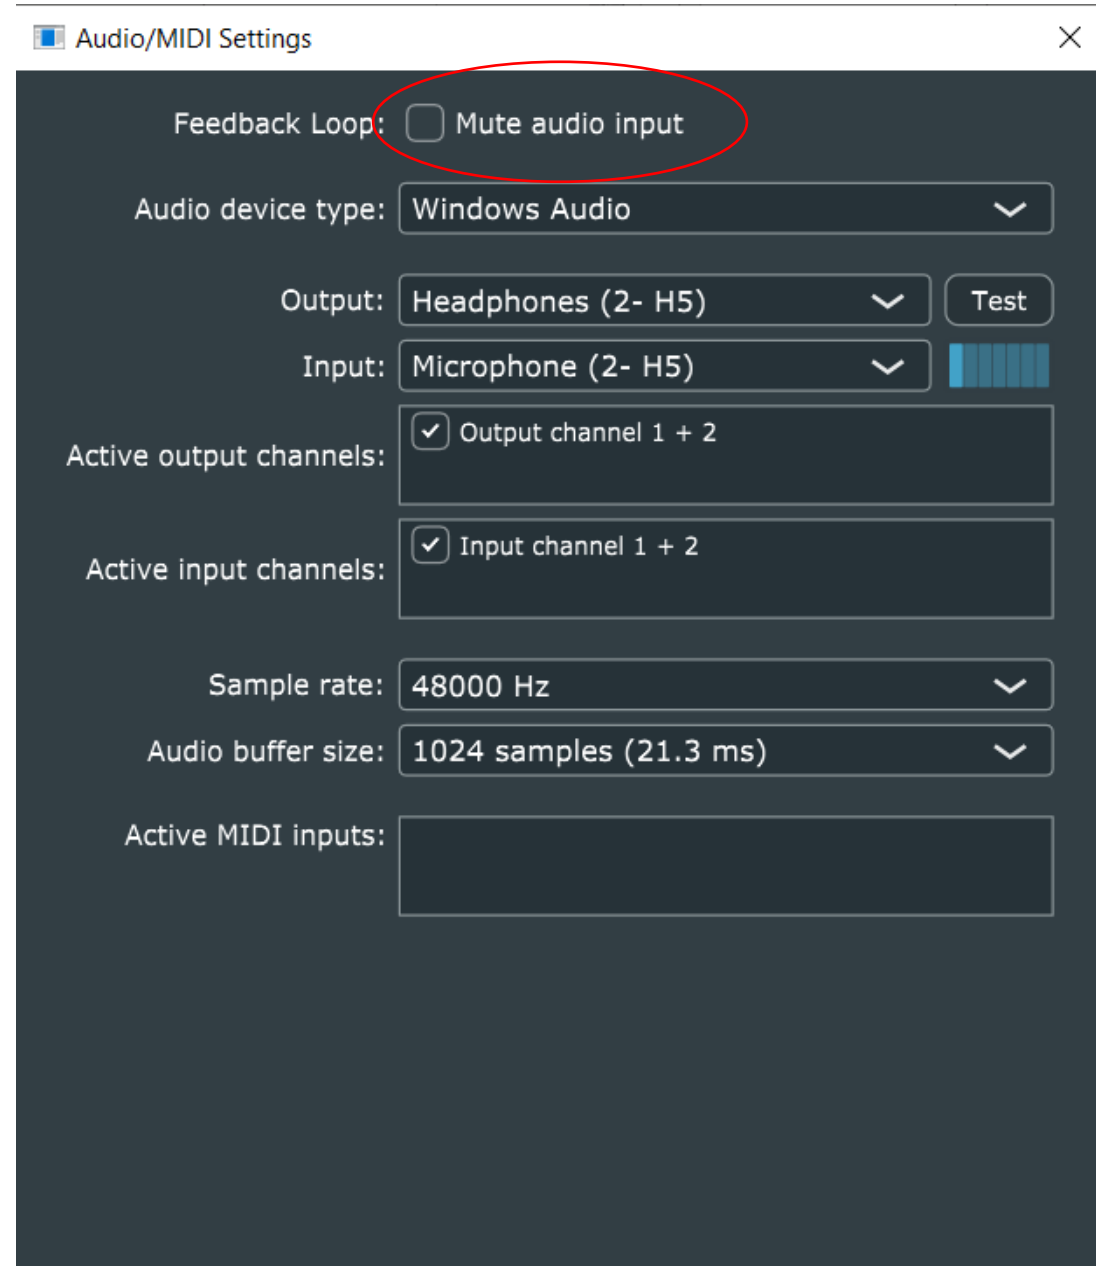 Audio/MIDI Settings
Feedback Loop: Mute audio input
Audio device type: Windows Audio
Output: Headphones (2- H5) Test
Input: Microphone (2- H5)
Active output channels: Output channel 1 + 2
Active input channels: Input channel 1 + 2
Sample rate: 48000 Hz
Audio buffer size: 1024 samples (21.3 ms)
Active MIDI inputs: